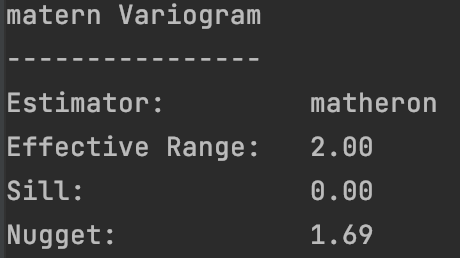 matern Variogram
----------------
Estimator: matheron
Effective Range: 2.00
Sill: 0.00
Nugget: 1.69